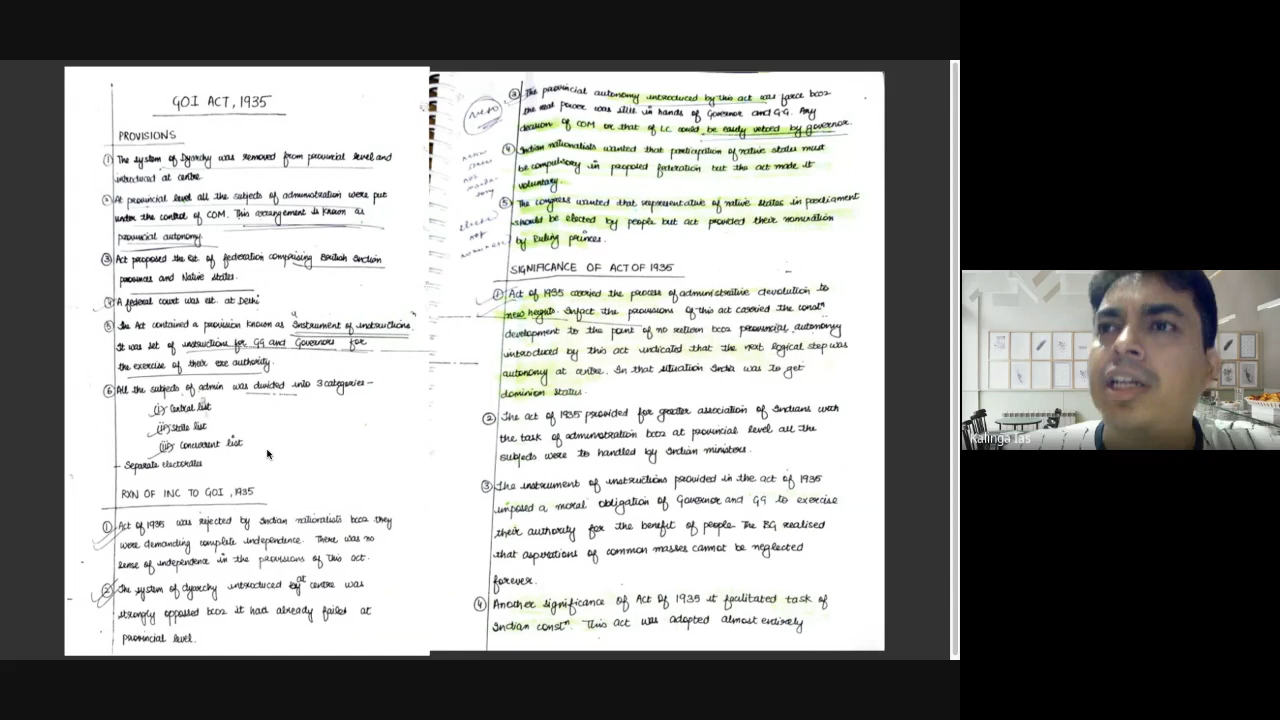 GOI ACT, 1935
PROVISIONS
① The system of Dyarchy was removed from provincial level and
introduced at centre
② At provincial level all the subjects of administration were put
under the control of COM. This arrangement is known as
provincial autonomy.
③ Act proposed the Est. of federation comprising British Indian
provinces and Native States.
④ A federal court was est. at Delhi
⑤ The Act contained a provision known as "Instrument of instructions."
It was set of instructions for GG and Governors for
the exercise of their exe authority.
⑥ All the subjects of admin was divided into 3 categories –
(i) Central list
(ii) State list
(iii) Concurrent list
– Separate electorates
RXN OF INC TO GOI, 1935
① Act of 1935 was rejected by Indian nationalists bcoz they
were demanding complete independence. There was no
sense of independence in the provisions of this act.
② The system of dyarchy introduced by at centre was
strongly opposed bcoz it had already failed at
provincial level.
③ The provincial autonomy introduced by this act was farce bcoz
the real power was still in hands of Governor and GG. Any
decision of COM or that of LC could be easily vetoed by governor.
④ Indian nationalists wanted that participation of native states must
be compulsory in proposed federation but the act made it
voluntary.
⑤ The congress wanted that representative of native States in parliament
should be elected by people but act provided their nomination
by Ruling princes.
SIGNIFICANCE OF ACT OF 1935
① Act of 1935 carried the process of administrative devolution to
new heights. Infact the provisions of this act carried the constn
development to the point of no return bcoz provincial autonomy
introduced by this act indicated that the next logical step was
autonomy at centre. In that situation India was to get
dominion status.
② The act of 1935 provided for greater association of Indians with
the task of administration bcoz at provincial level all the
subjects were to handled by Indian ministers.
③ The instrument of instructions provided in the act of 1935
imposed a moral obligation of Governor and GG to exercise
their authority for the benefit of people. The BG realised
that aspirations of common masses cannot be neglected
forever.
④ Another significance of Act of 1935 it facilitated task of
Indian constn. This act was adopted almost entirely
Kalinga Ias